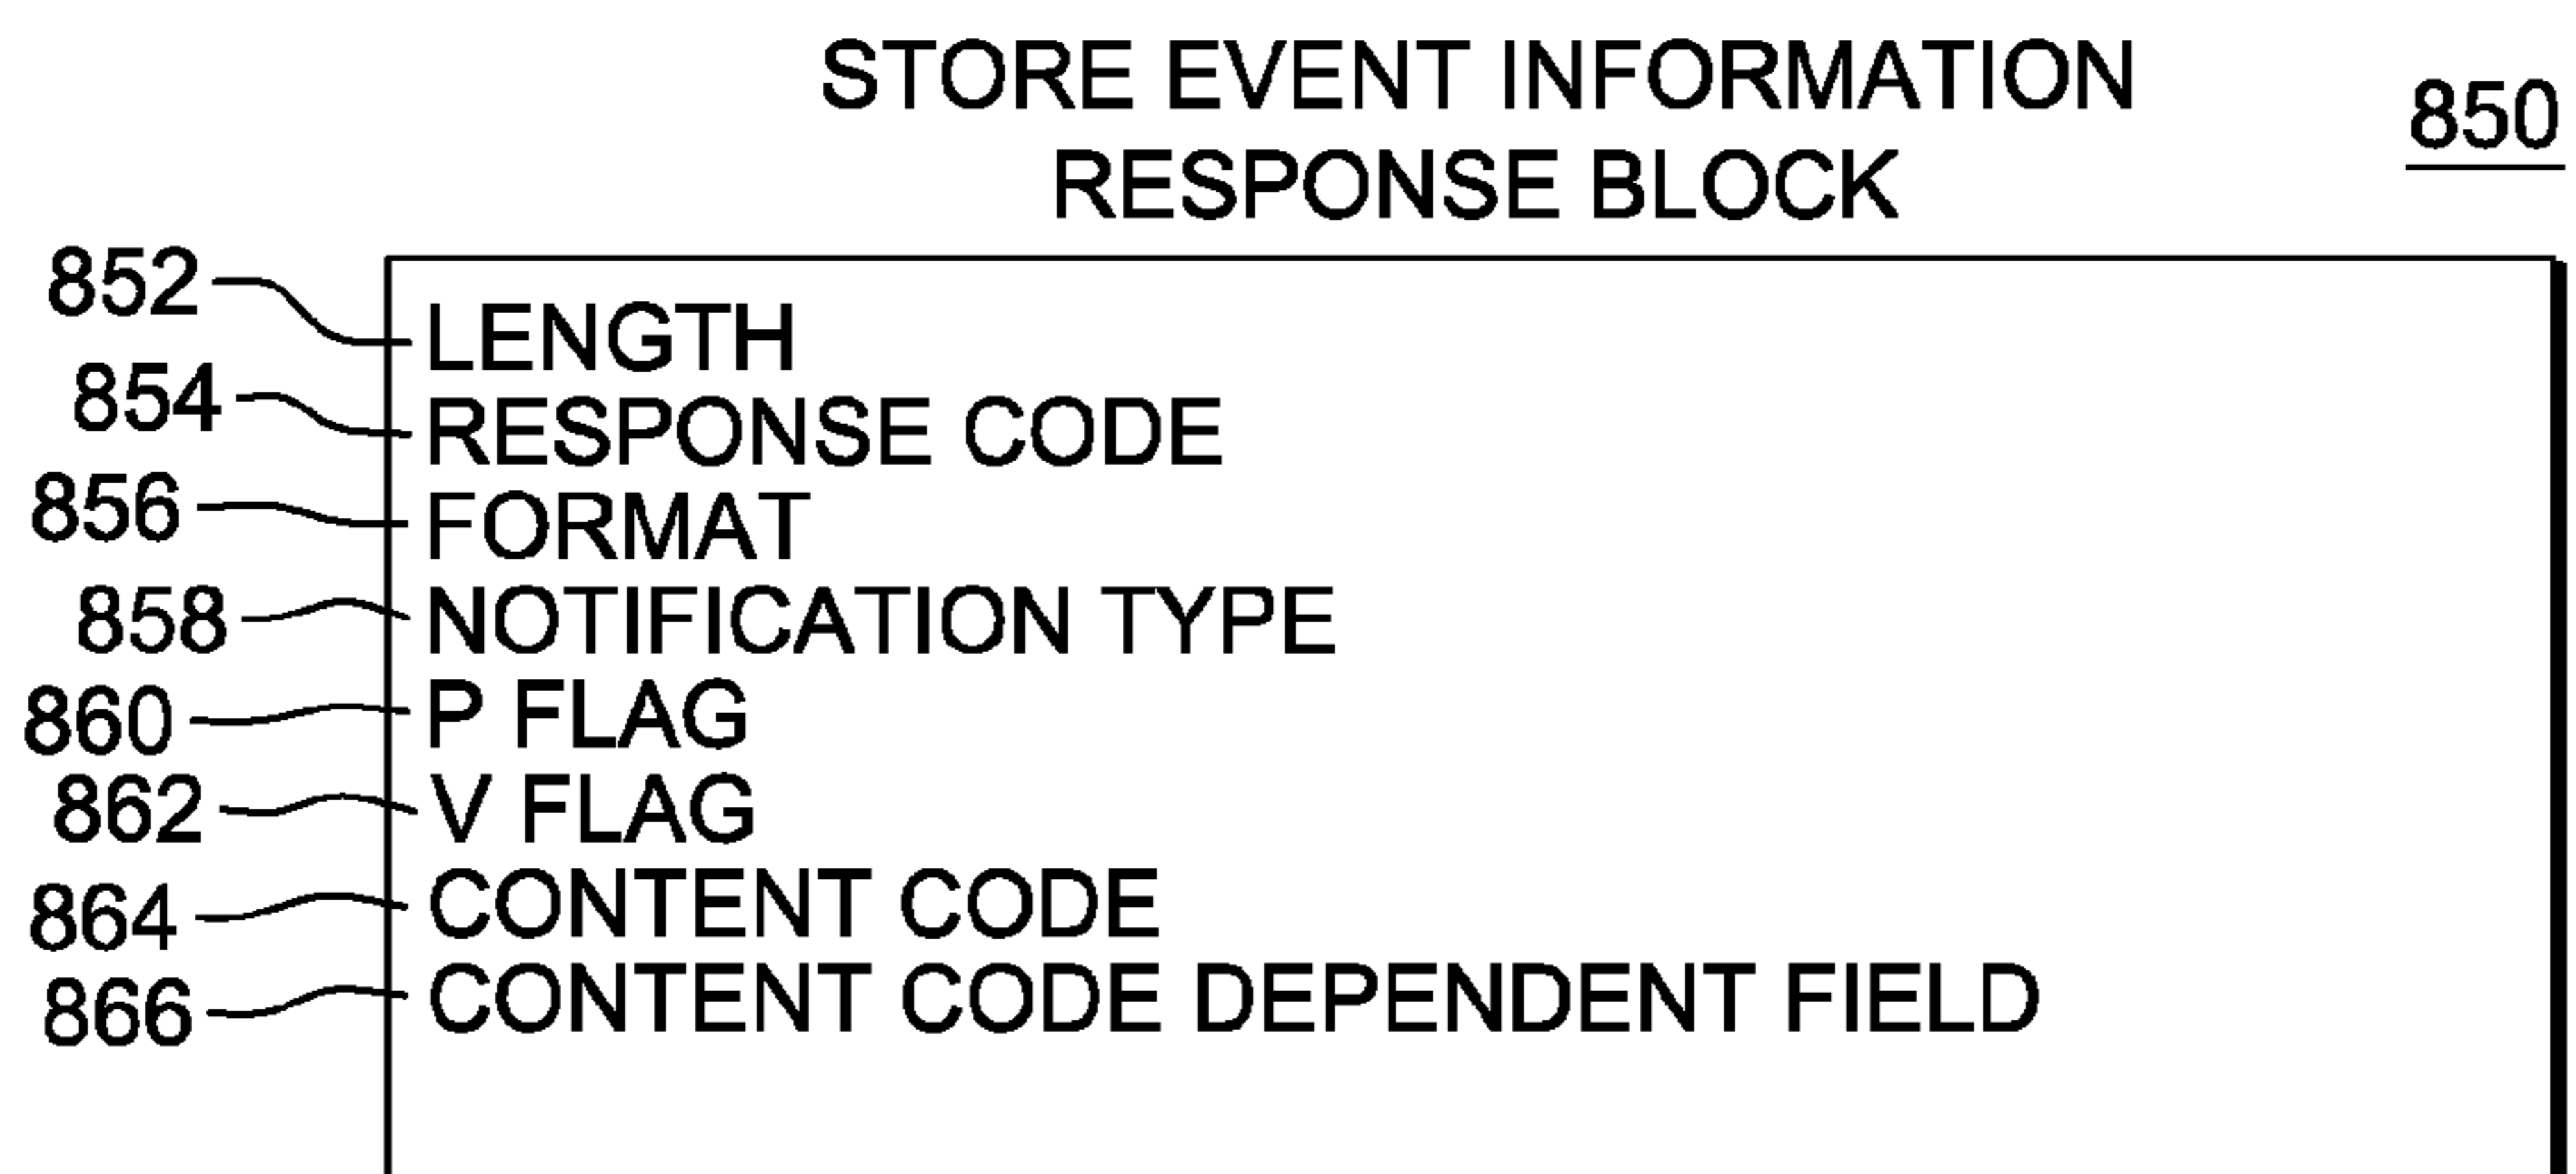 STORE EVENT INFORMATION
RESPONSE BLOCK
850
852 LENGTH
854 RESPONSE CODE
856 FORMAT
858 NOTIFICATION TYPE
860 P FLAG
862 V FLAG
864 CONTENT CODE
866 CONTENT CODE DEPENDENT FIELD